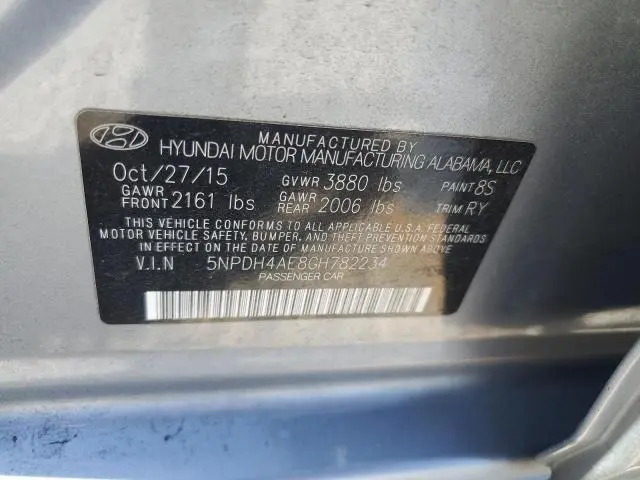 MANUFACTURED BY
HYUNDAI MOTOR MANUFACTURING ALABAMA, LLC
Oct/27/15 GVWR 3880 lbs PAINT 8S
GAWR FRONT 2161 lbs GAWR REAR 2006 lbs TRIM RY
THIS VEHICLE CONFORMS TO ALL APPLICABLE U.S.A. FEDERAL
MOTOR VEHICLE SAFETY, BUMPER, AND THEFT PREVENTION
STANDARDS IN EFFECT ON THE DATE OF MANUFACTURE SHOWN ABOVE
V.I.N 5NPDH4AE8GH782234
PASSENGER CAR